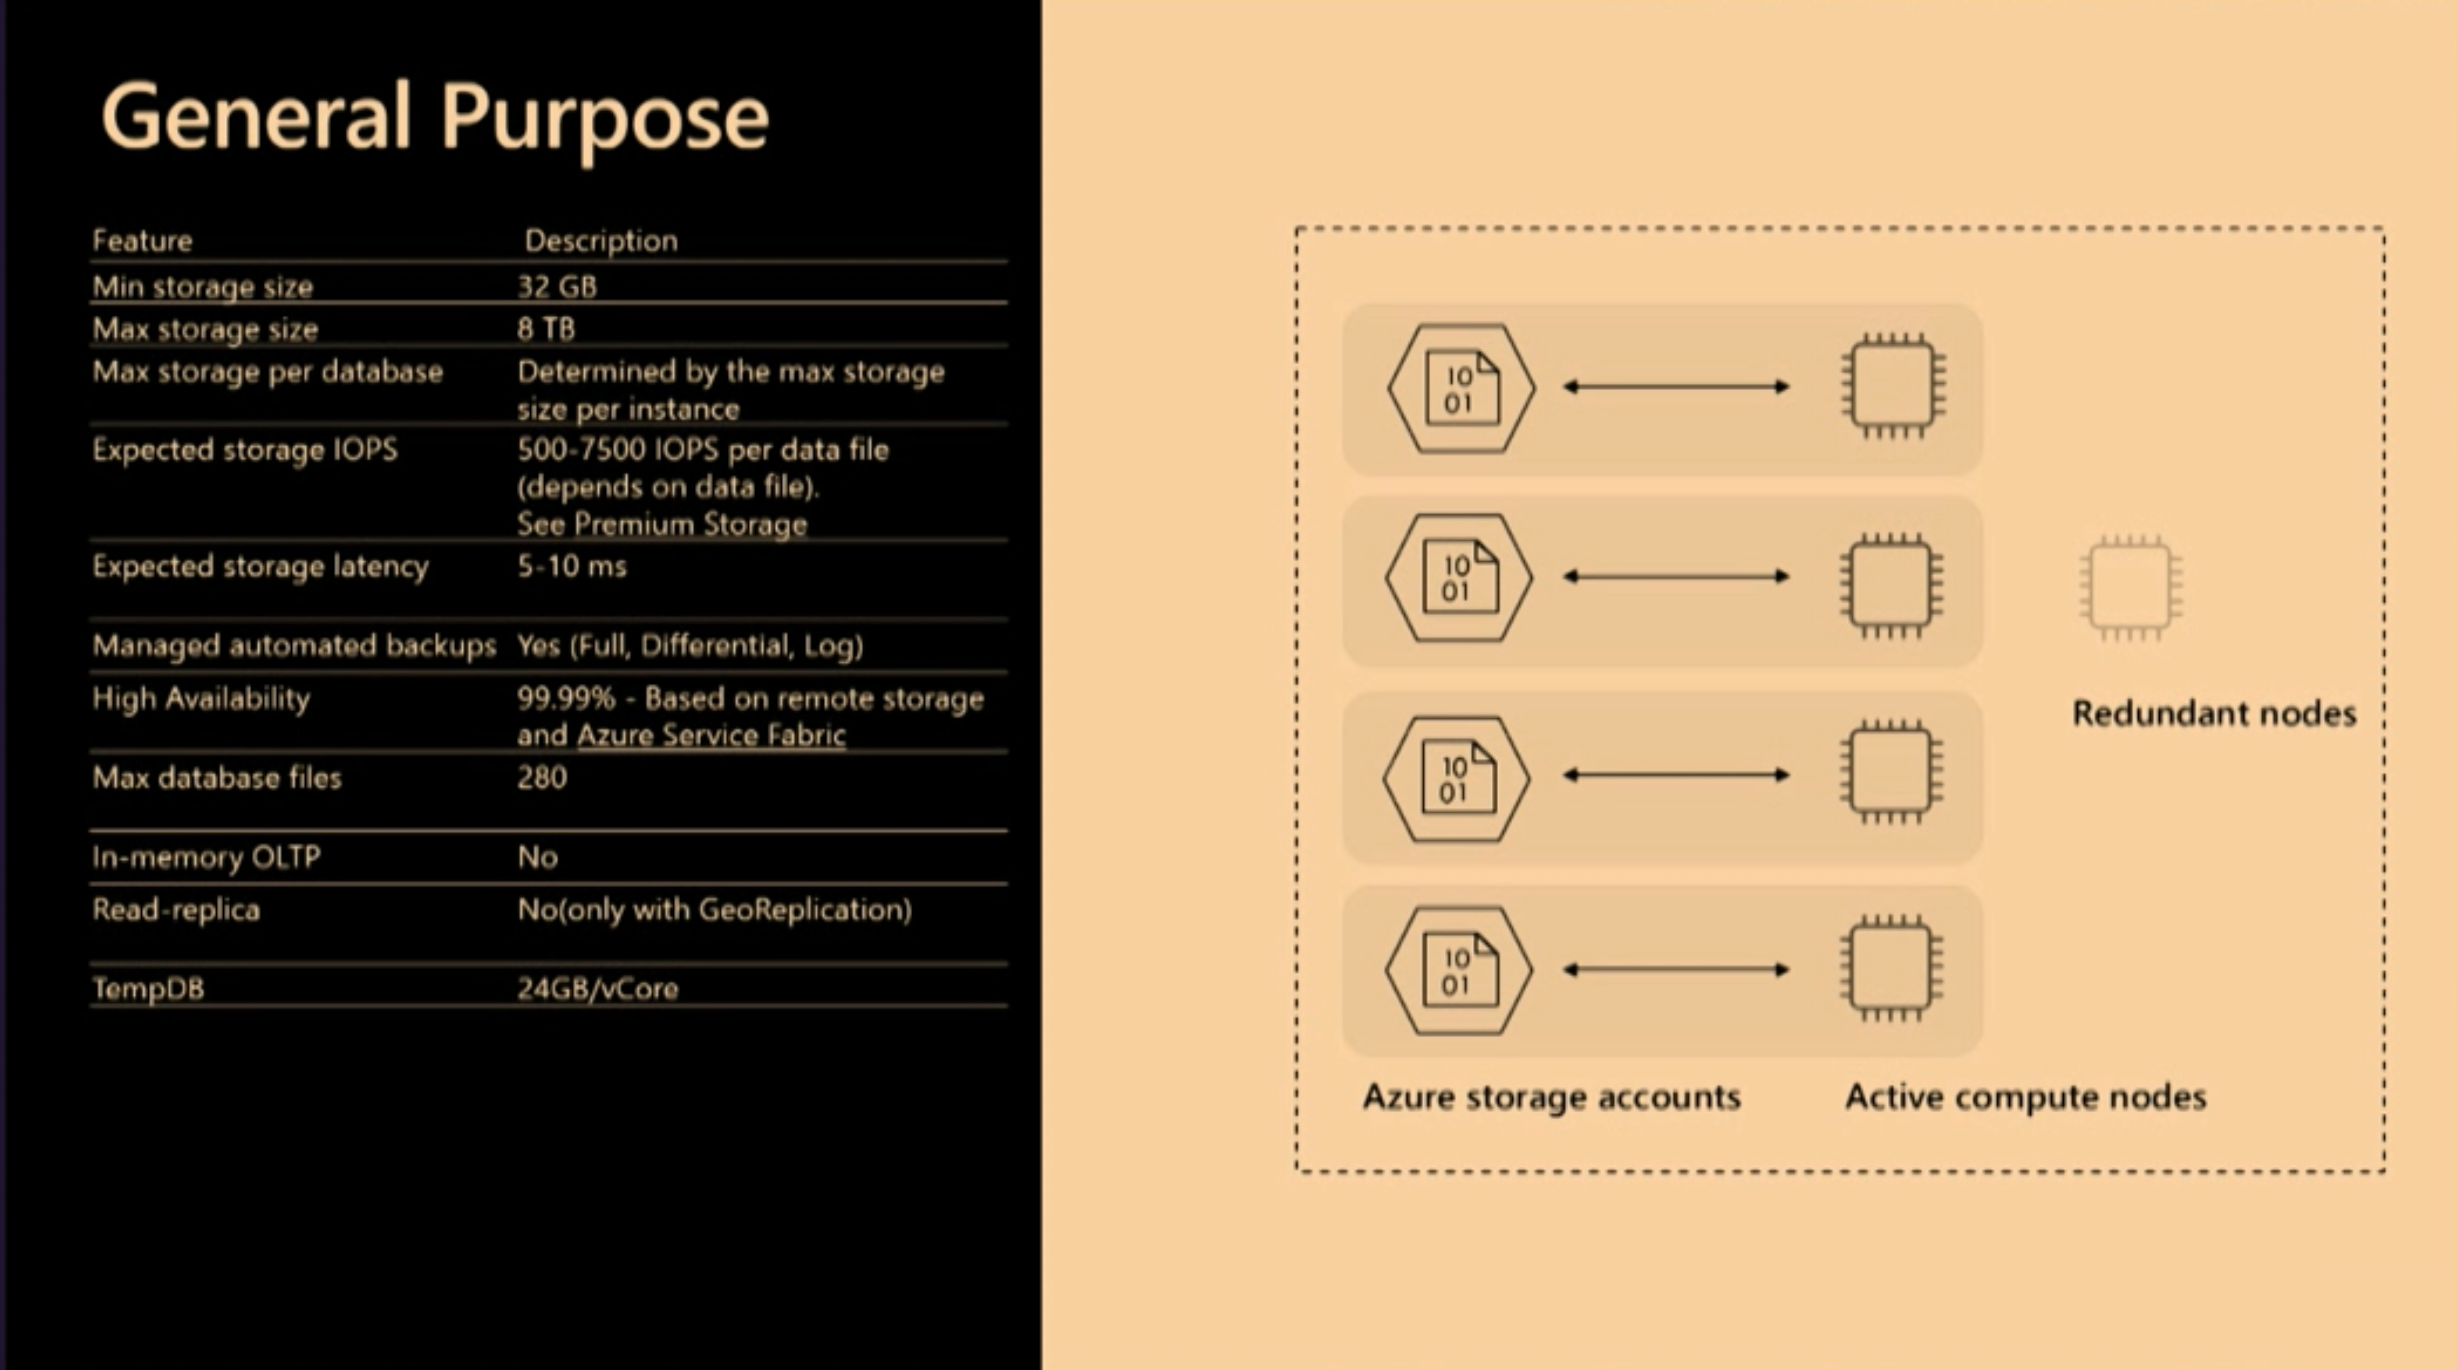 General Purpose
Feature Description
Min storage size 32 GB
Max storage size 8 TB
Max storage per database Determined by the max storage
size per instance
Expected storage IOPS 500-7500 IOPS per data file
(depends on data file).
See Premium Storage
Expected storage latency 5-10 ms
Managed automated backups Yes (Full, Differential, Log)
High Availability 99.99% - Based on remote storage
and Azure Service Fabric
Max database files 280
In-memory OLTP No
Read-replica No(only with GeoReplication)
TempDB 24GB/vCore
10
01
10
01
10
01
10
01
Redundant nodes
Azure storage accounts Active compute nodes